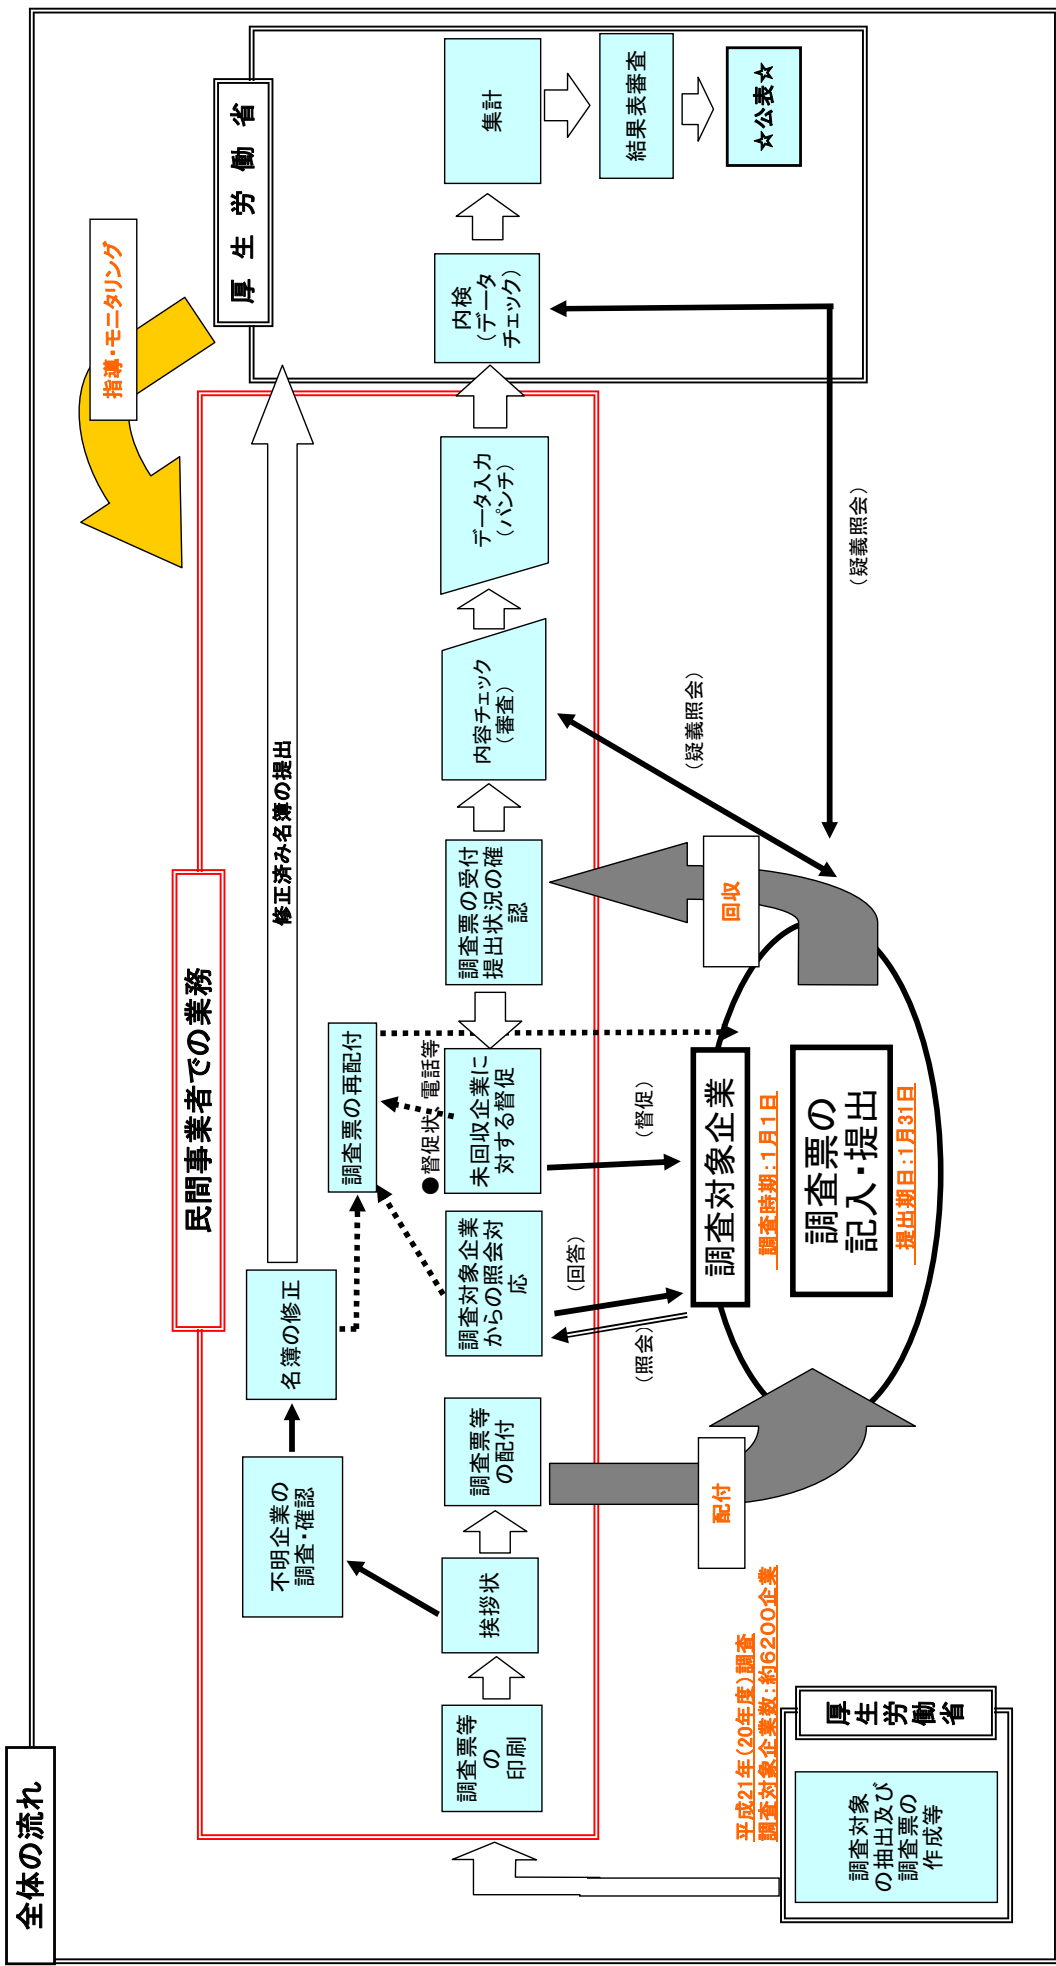 全体の流れ
指導・モニタリング
民間事業者での業務
厚生労働省
不明企業の
調査・確認
名簿の修正
修正済み名簿の提出
調査票の再配付
●督促状、電話等
調査票等
の
印刷
挨拶状
調査票等
の配付
調査対象企業
からの照会対
応
未回収企業に
対する督促
調査票の受付
提出状況の確
認
内容チェック
（審査）
データ入力
（パンチ）
内検
（データ
チェック）
集計
結果表審査
☆公表☆
（照会）
（回答）
（督促）
（疑義照会）
（疑義照会）
配付
回収
調査対象企業
調査時期：1月1日
調査票の
記入・提出
提出期日：1月31日
平成21年（20年度）調査
調査対象企業数：約6200企業
厚生労働省
調査対象
の抽出及び
調査票の
作成等